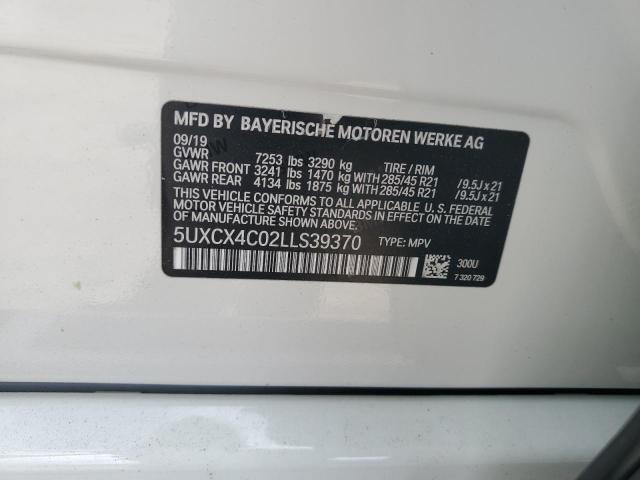 MFD BY BAYERISCHE MOTOREN WERKE AG
09/19
GVWR 7253 lbs 3290 kg TIRE / RIM
GAWR FRONT 3241 lbs 1470 kg WITH 285/45 R21 /9.5J x 21
GAWR REAR 4134 lbs 1875 kg WITH 285/45 R21 /9.5J x 21
THIS VEHICLE CONFORMS TO ALL APPLICABLE U.S. FEDERAL
MOTOR VEHICLE SAFETY STANDARDS IN EFFECT ON THE
DATE OF MANUFACTURE SHOWN ABOVE.
5UXCX4C02LLS39370 TYPE: MPV
300U
7 320 729